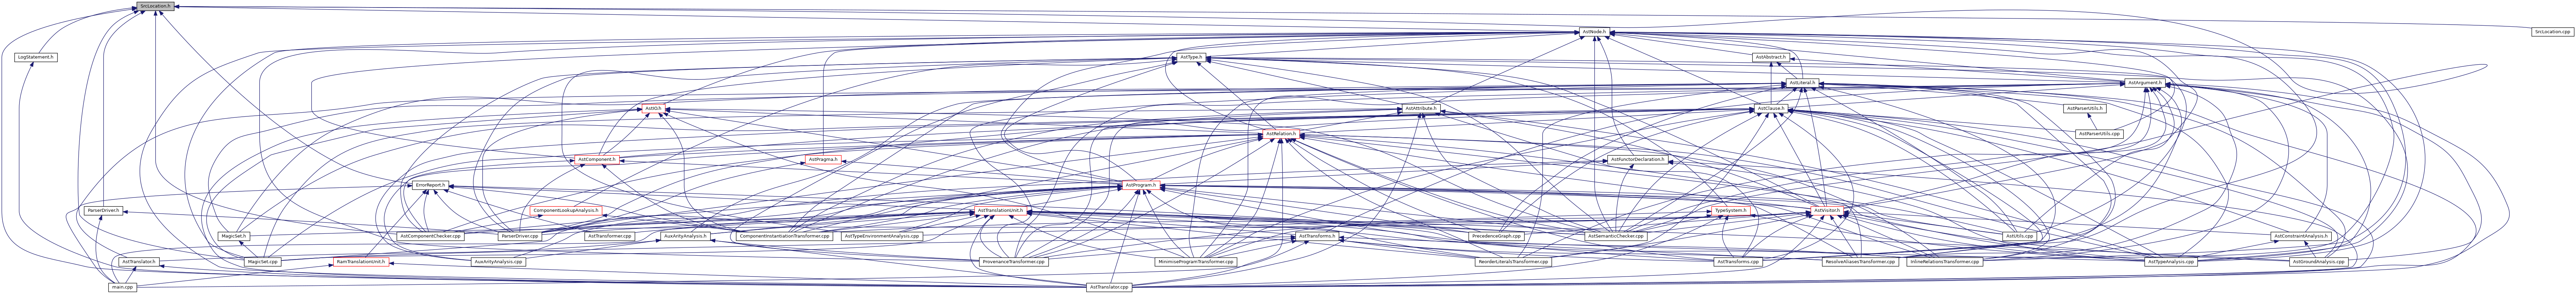 SrcLocation.h
AstNode.h
SrcLocation.cpp
LogStatement.h
AstType.h
AstAbstract.h
AstLiteral.h
AstArgument.h
AstIO.h
AstAttribute.h
AstClause.h
AstParserUtils.h
AstRelation.h
AstParserUtils.cpp
AstComponent.h
AstPragma.h
AstFunctorDeclaration.h
ErrorReport.h
AstProgram.h
ParserDriver.h
ComponentLookupAnalysis.h
AstTranslationUnit.h
TypeSystem.h
AstVisitor.h
MagicSet.h
AstComponentChecker.cpp
ParserDriver.cpp
AstTransformer.cpp
AuxArityAnalysis.h
ComponentInstantiationTransformer.cpp
AstTypeEnvironmentAnalysis.cpp
AstTransforms.h
PrecedenceGraph.cpp
AstSemanticChecker.cpp
AstUtils.cpp
AstConstraintAnalysis.h
AstTranslator.h
MagicSet.cpp
RamTranslationUnit.h
AuxArityAnalysis.cpp
ProvenanceTransformer.cpp
MinimiseProgramTransformer.cpp
ReorderLiteralsTransformer.cpp
AstTransforms.cpp
ResolveAliasesTransformer.cpp
InlineRelationsTransformer.cpp
AstTypeAnalysis.cpp
AstGroundAnalysis.cpp
main.cpp
AstTranslator.cpp